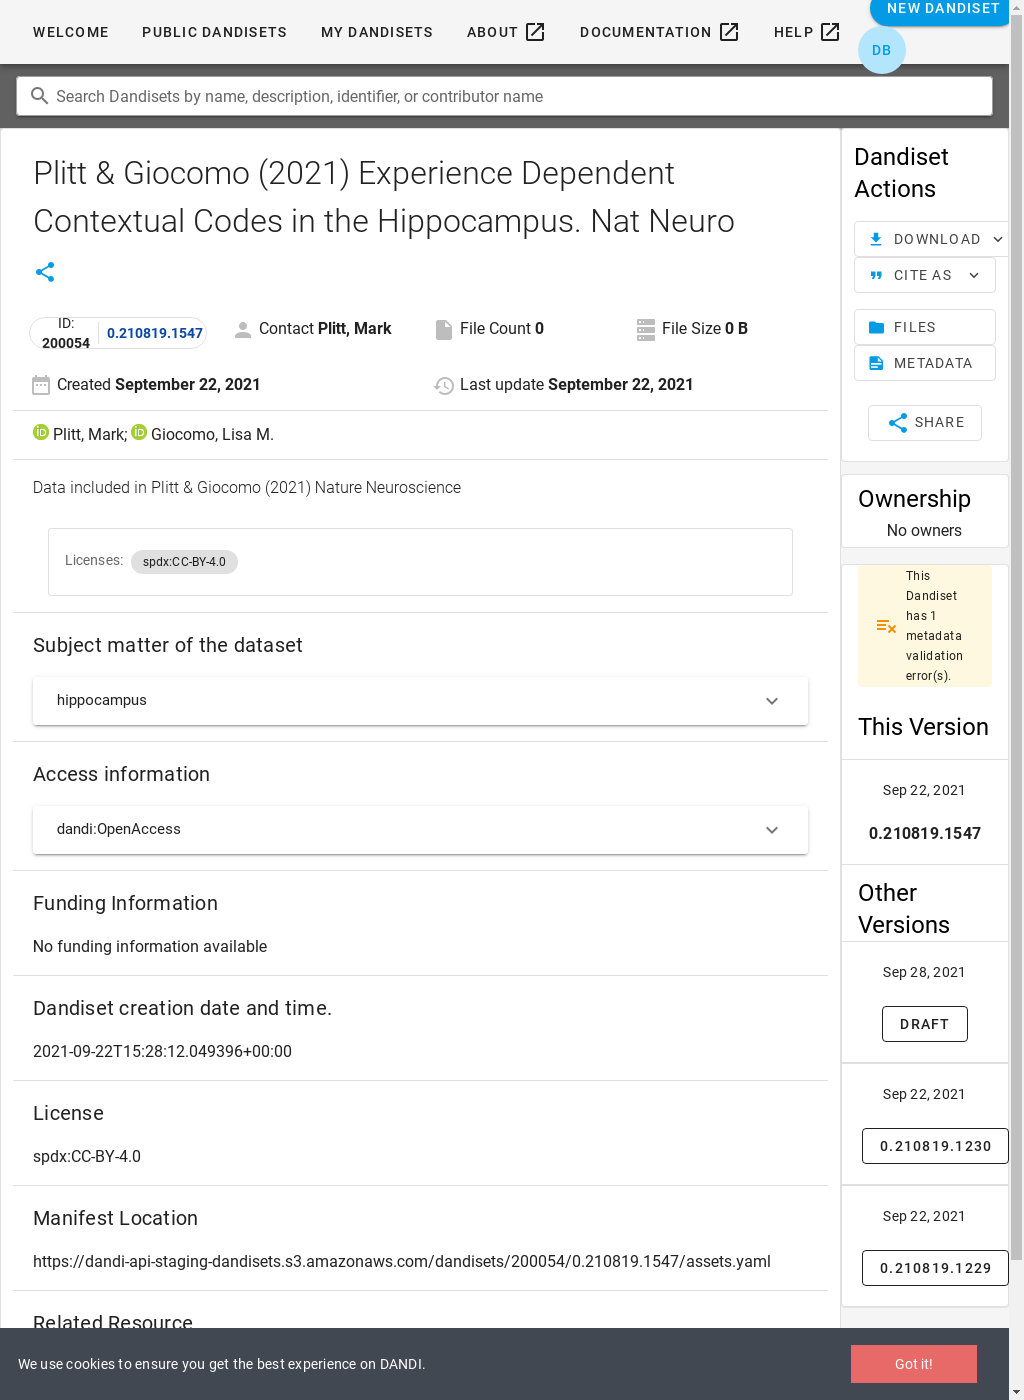 WELCOME PUBLIC DANDISETS MY DANDISETS ABOUT DOCUMENTATION HELP NEW DANDISET
DB
Search Dandisets by name, description, identifier, or contributor name
Plitt & Giocomo (2021) Experience Dependent
Contextual Codes in the Hippocampus. Nat Neuro
ID:
200054
0.210819.1547
Contact Plitt, Mark
File Count 0
File Size 0 B
Created September 22, 2021
Last update September 22, 2021
Plitt, Mark; Giocomo, Lisa M.
Data included in Plitt & Giocomo (2021) Nature Neuroscience
Licenses: spdx:CC-BY-4.0
Subject matter of the dataset
hippocampus
Access information
dandi:OpenAccess
Funding Information
No funding information available
Dandiset creation date and time.
2021-09-22T15:28:12.049396+00:00
License
spdx:CC-BY-4.0
Manifest Location
https://dandi-api-staging-dandisets.s3.amazonaws.com/dandisets/200054/0.210819.1547/assets.yaml
Related Resource
Dandiset
Actions
DOWNLOAD
CITE AS
FILES
METADATA
SHARE
Ownership
No owners
This
Dandiset
has 1
metadata
validation
error(s).
This Version
Sep 22, 2021
0.210819.1547
Other
Versions
Sep 28, 2021
DRAFT
Sep 22, 2021
0.210819.1230
Sep 22, 2021
0.210819.1229
We use cookies to ensure you get the best experience on DANDI.
Got it!